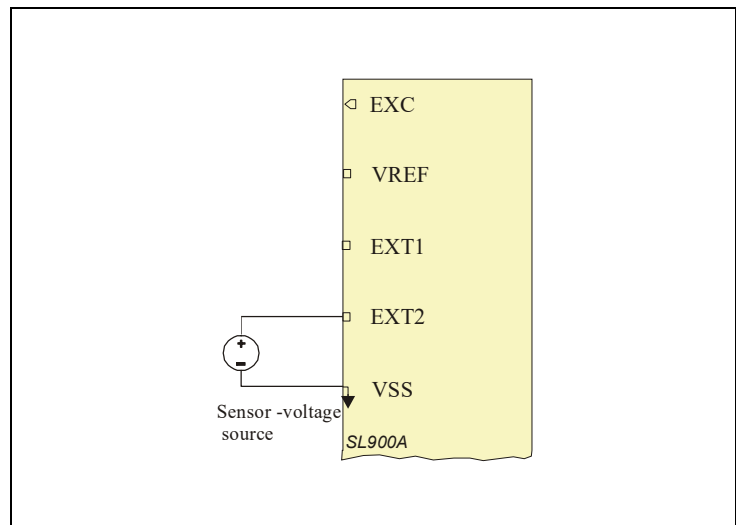 EXC
VREF
EXT1
EXT2
VSS
Sensor -voltage
source
SL900A